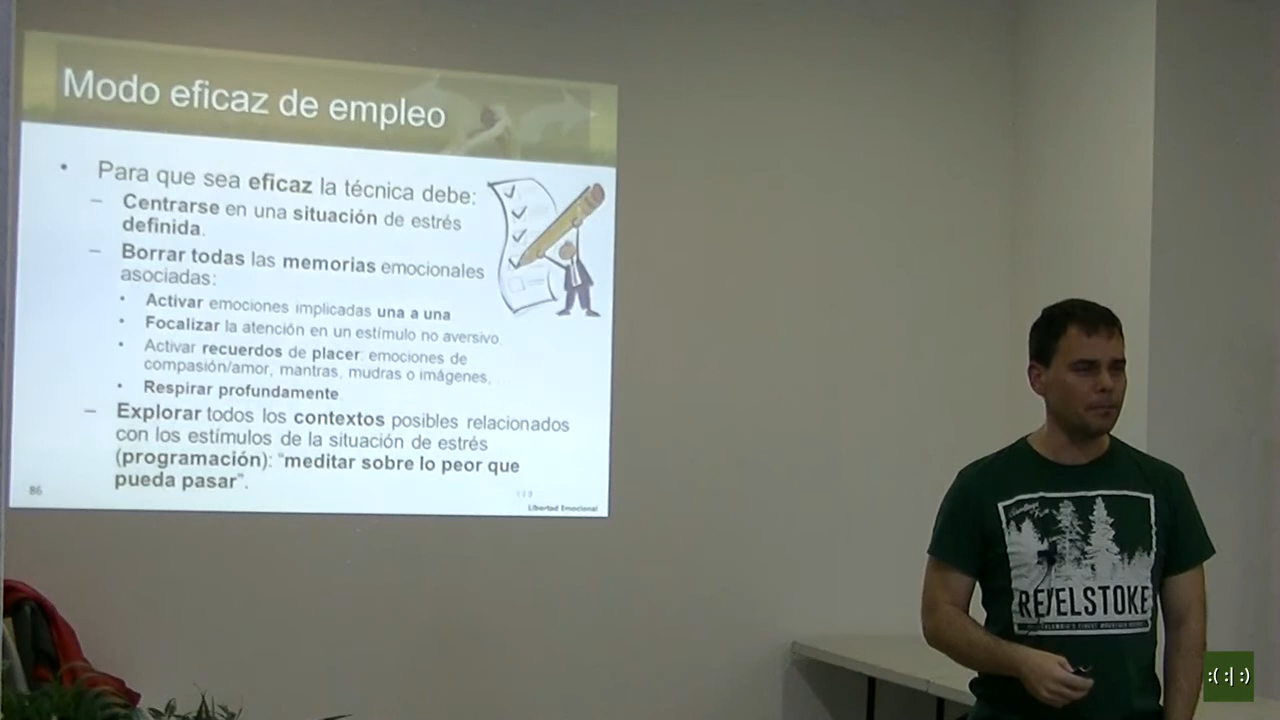 Modo eficaz de empleo
• Para que sea eficaz la técnica debe:
– Centrarse en una situación de estrés
definida.
– Borrar todas las memorias emocionales
asociadas:
• Activar emociones implicadas una a una
• Focalizar la atención en un estímulo no aversivo.
• Activar recuerdos de placer: emociones de
compasión/amor, mantras, mudras o imágenes,
• Respirar profundamente
– Explorar todos los contextos posibles relacionados
con los estímulos de la situación de estrés
(programación): “meditar sobre lo peor que
pueda pasar”.
86
Libertad Emocional
REVELSTOKE
:( :| :)